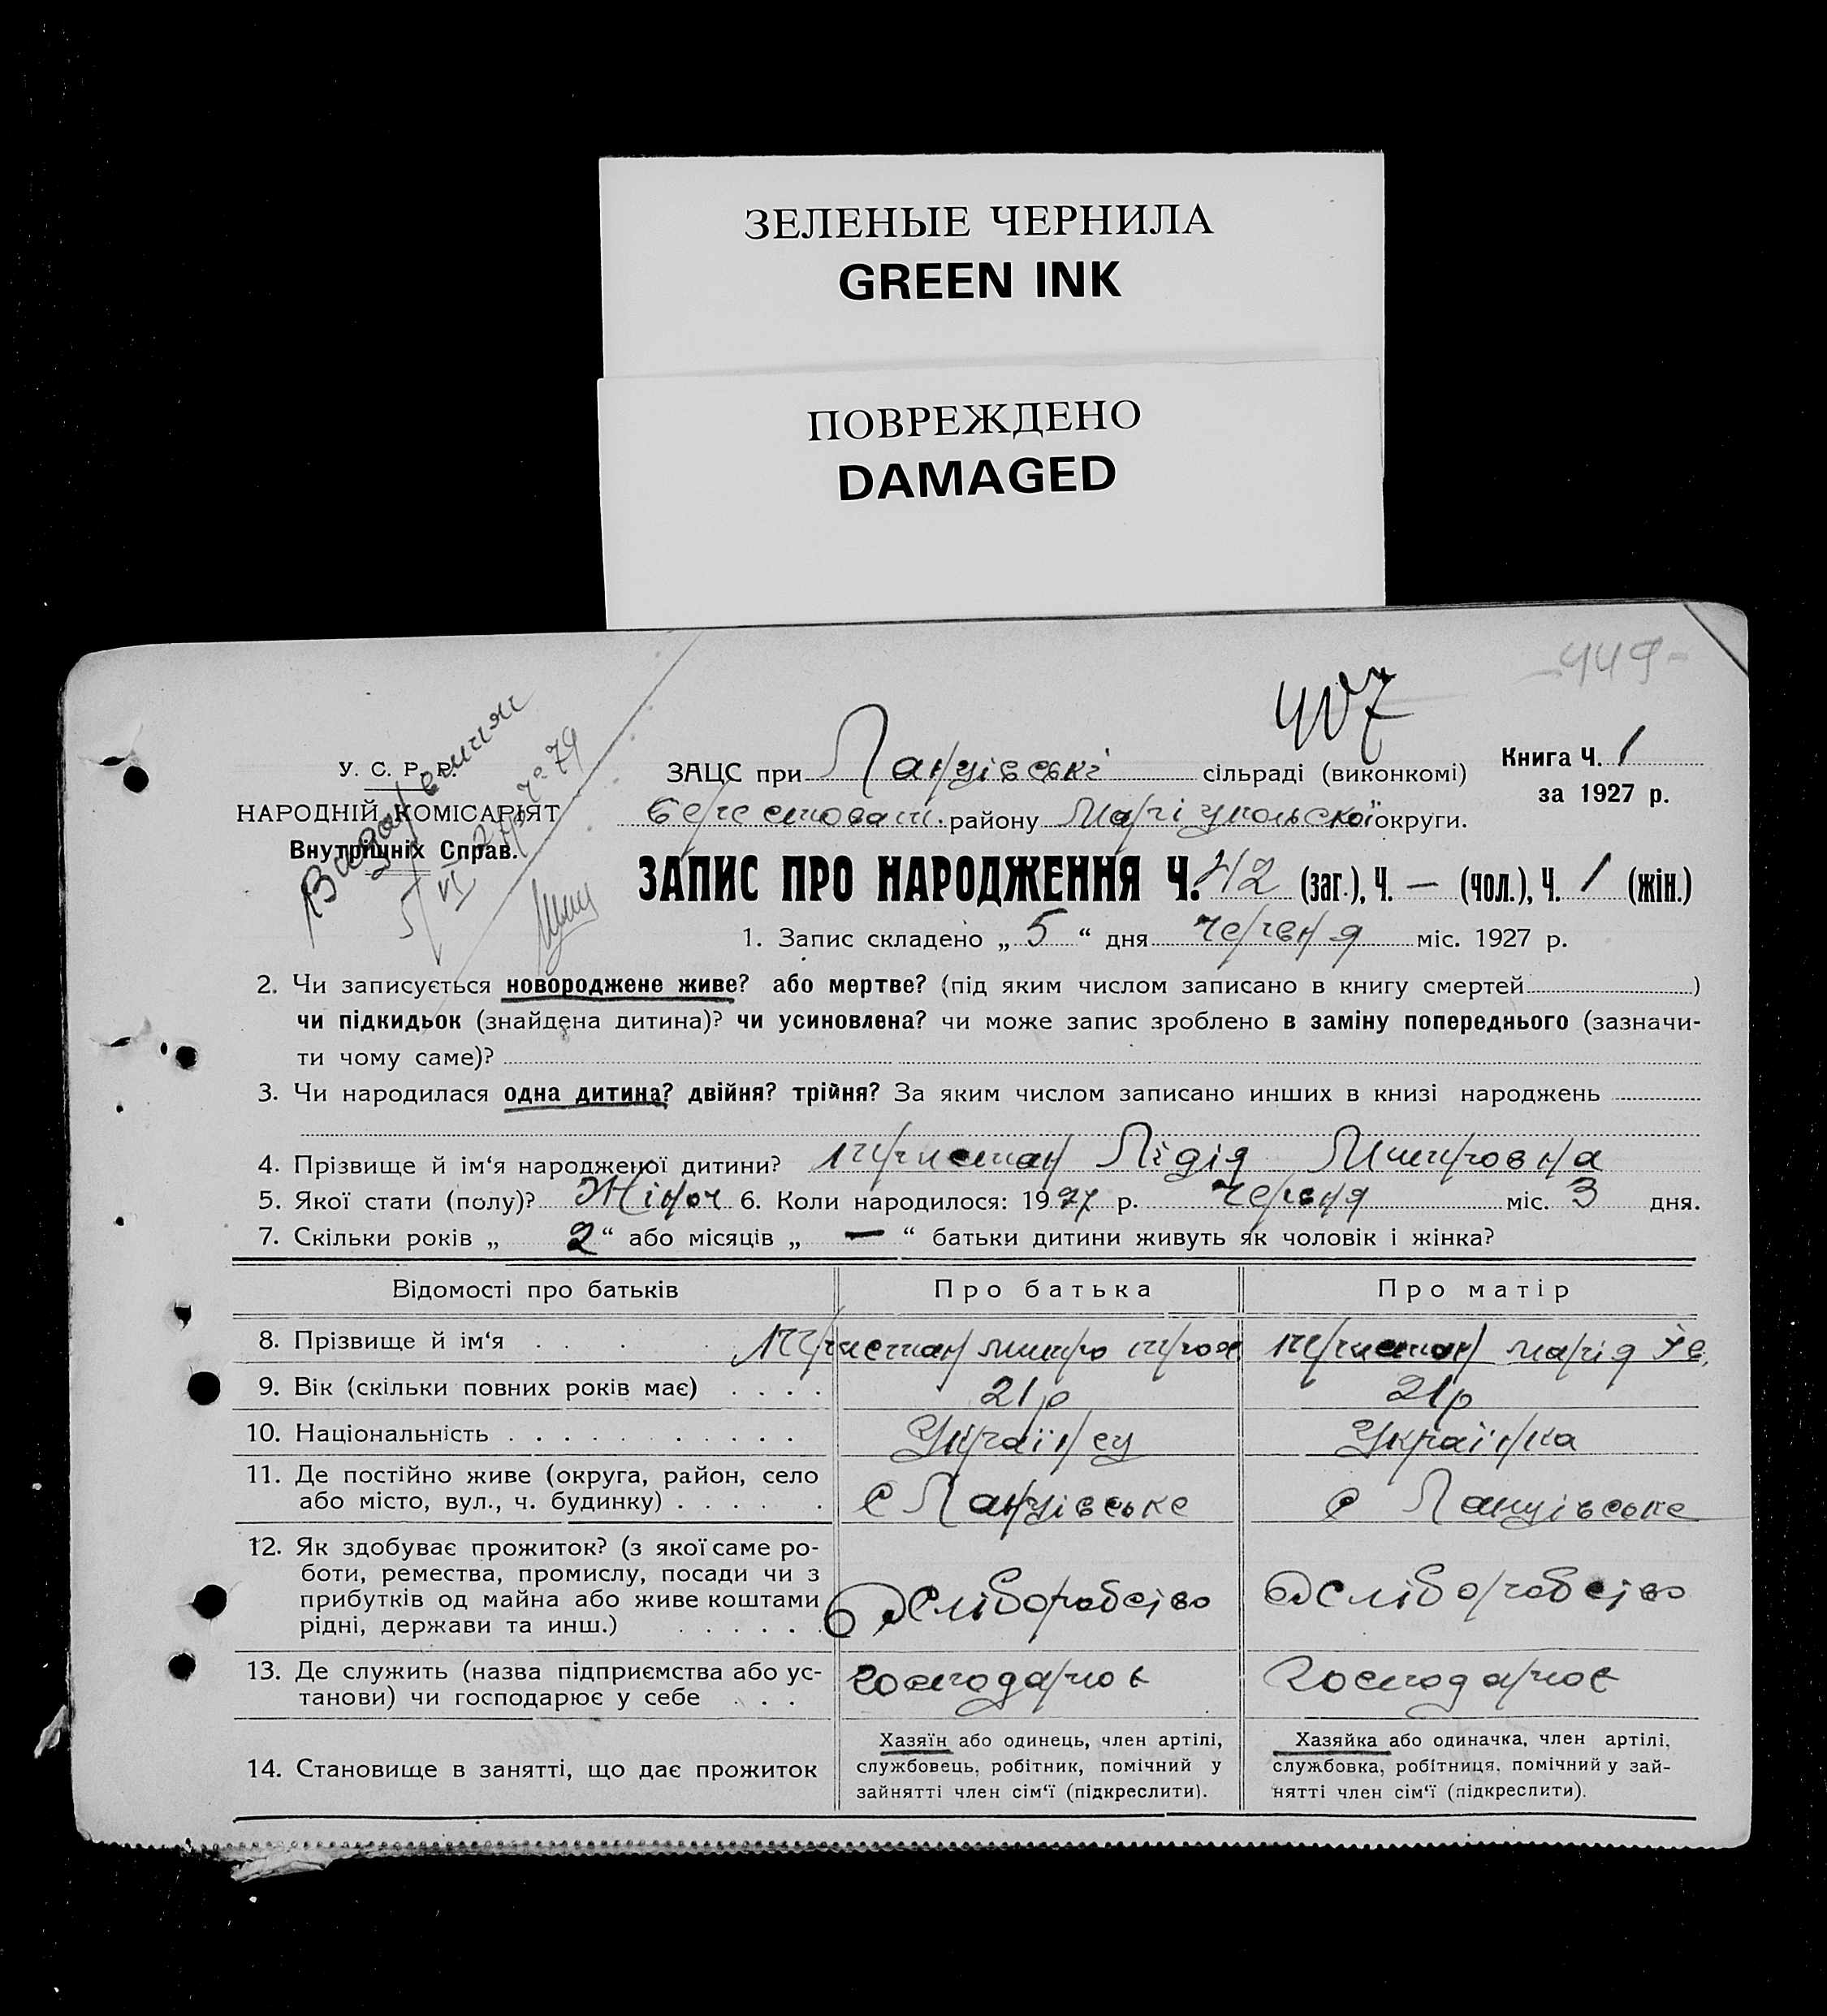 ЗЕЛЕНЫЕ ЧЕРНИЛА
GREEN INK
ПОВРЕЖДЕНО
DAMAGED
-449-
407
У. С. Р. Р.
НАРОДНІЙ КОМІСАРІЯТ
Внутрішніх Справ.
5/VI 27р
Книга Ч. 1
за 1927 р.
ЗАЦС при Ланцівські сільраді (виконкомі)
району Маріупольскої округи.
ЗАПИС ПРО НАРОДЖЕННЯ Ч. 42 (заг.), Ч. — (чол.), Ч. 1 (жін.)
1. Запис складено „ 5 “ дня червня міс. 1927 р.
2. Чи записується новороджене живе? або мертве? (під яким числом записано в книгу смертей )
чи підкидьок (знайдена дитина)? чи усиновлена? чи може запис зроблено в заміну попереднього (зазначи-
ти чому саме)?
3. Чи народилася одна дитина? двійня? трійня? За яким числом записано инших в книзі народжень
4. Прізвище й ім‘я народженої дитини? Лідія
5. Якої стати (полу)? Жіноч 6. Коли народилося: 1927 р. Червня міс. 3 дня.
7. Скільки років „ 2 “ або місяців „ — “ батьки дитини живуть як чоловік і жінка?
Відомості про батьків Про батька Про матір
8. Прізвище й ім‘я . . . . Митро Марія
9. Вік (скільки повних років має) . . . . 21 р 21 р
10. Національність . . . . . . . . . . . Українец Українка
11. Де постійно живе (округа, район, село
або місто, вул., ч. будинку) . . . . . . с Ланцівське с Ланцівське
12. Як здобуває прожиток? (з якої саме ро-
боти, ремества, промислу, посади чи з
прибутків од майна або живе коштами
рідні, держави та инш.) . . . . . .
13. Де служить (назва підприємства або ус-
танови) чи господарює у себе . . . господарює господарює
14. Становище в занятті, що дає прожиток
Хазяїн або одинець, член артілі,
службовець, робітник, помічний у
зайнятті член сім‘ї (підкреслити).
Хазяйка або одиначка, член артілі,
службовка, робітниця, помічний у зай-
нятті член сім‘ї (підкреслити).